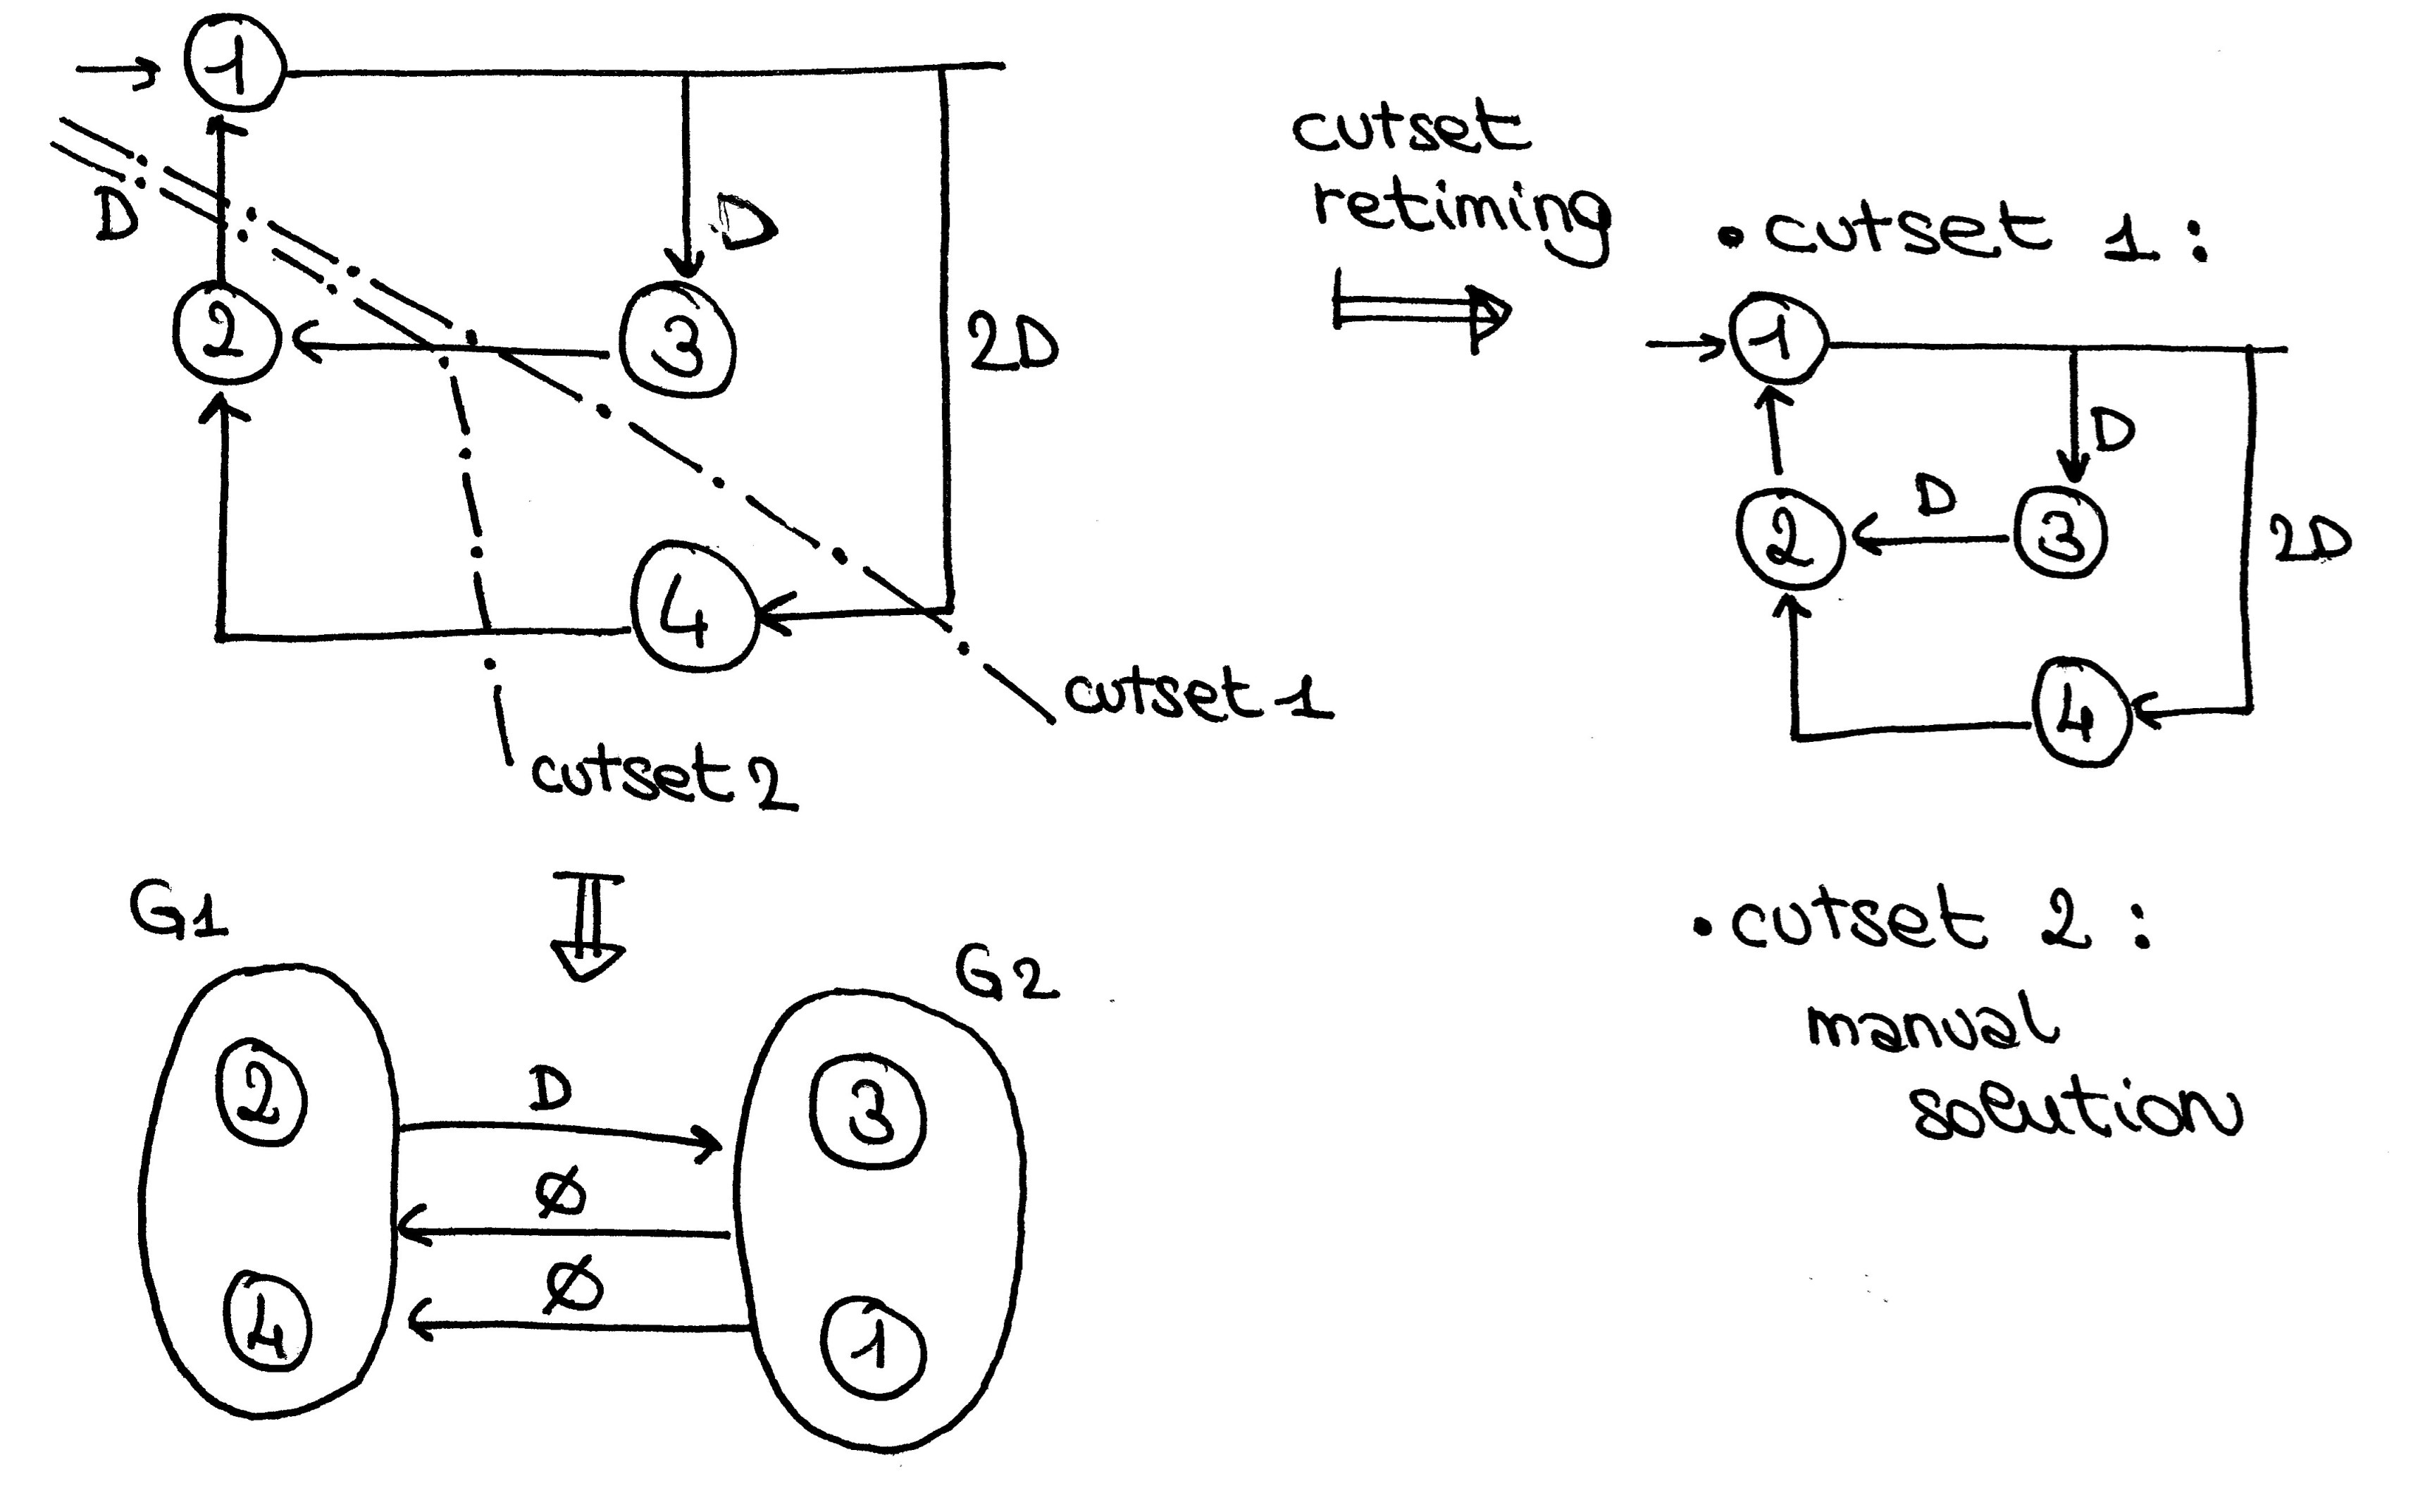 1
D
D
2
3
2D
4
cutset 1
cutset 2
cutset
retiming
• cutset 1:
1
D
D
2
3
2D
4
G1
G2
2
4
D
Ø
Ø
3
1
• cutset 2:
manual
solution